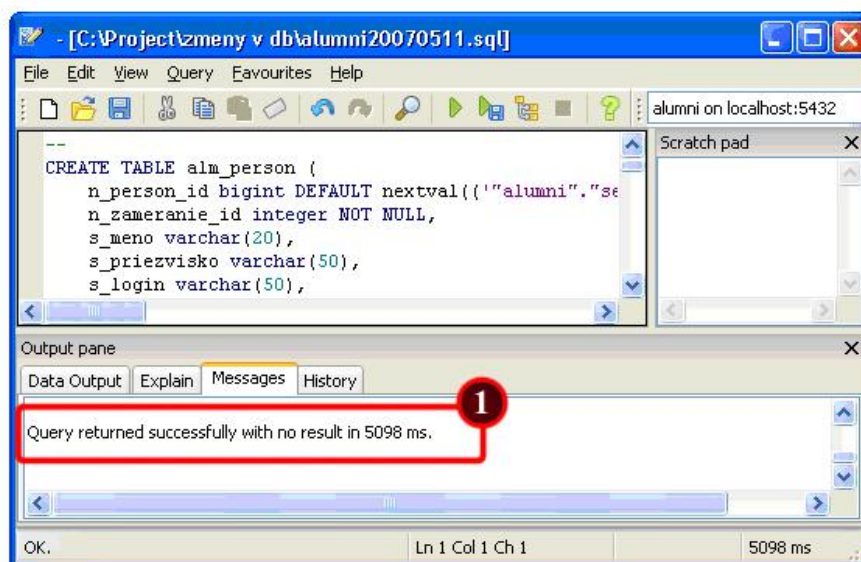 - [C:\Project\zmeny v db\alumni20070511.sql]
File Edit View Query Favourites Help
alumni on localhost:5432
--
CREATE TABLE alm_person (
n_person_id bigint DEFAULT nextval(('"alumni"."se
n_zameranie_id integer NOT NULL,
s_meno varchar(20),
s_priezvisko varchar(50),
s_login varchar(50),
Scratch pad
Output pane
Data Output Explain Messages History
1
Query returned successfully with no result in 5098 ms.
OK. Ln 1 Col 1 Ch 1 5098 ms